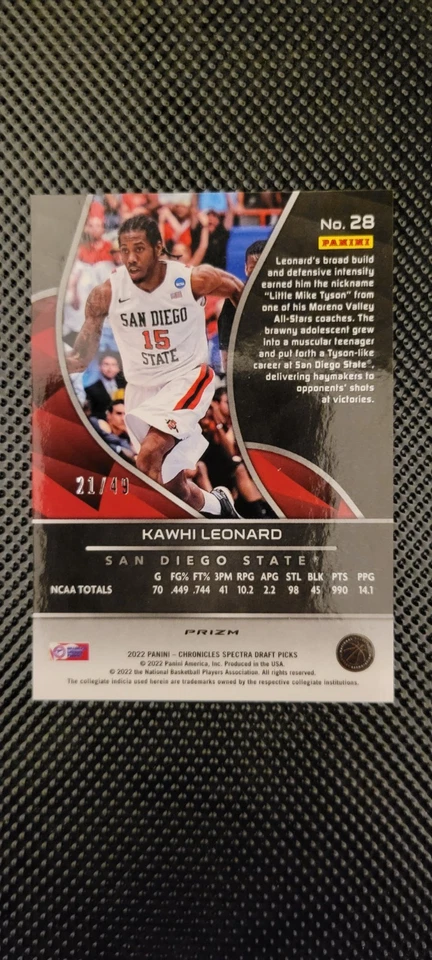 No. 28
PANINI
Leonard's broad build
and defensive intensity
earned him the nickname
"Little Mike Tyson" from
one of his Moreno Valley
All-Stars coaches. The
brawny adolescent grew
into a muscular teenager
and put forth a Tyson-like
career at San Diego State,
delivering haymakers to
opponents' shots
at victories.
SAN DIEGO
15
STATE
21/49
KAWHI LEONARD
SAN DIEGO STATE
G FG% FT% 3PM RPG APG STL BLK PTS PPG
NCAA TOTALS 70 .449 .744 41 10.2 2.2 98 45 990 14.1
PRIZM
2022 PANINI – CHRONICLES SPECTRA DRAFT PICKS
© 2022 Panini America, Inc. Produced in the USA.
© 2022 the National Basketball Players Association. All rights reserved.
The collegiate indicia used herein are trademarks owned by the respective collegiate institutions.